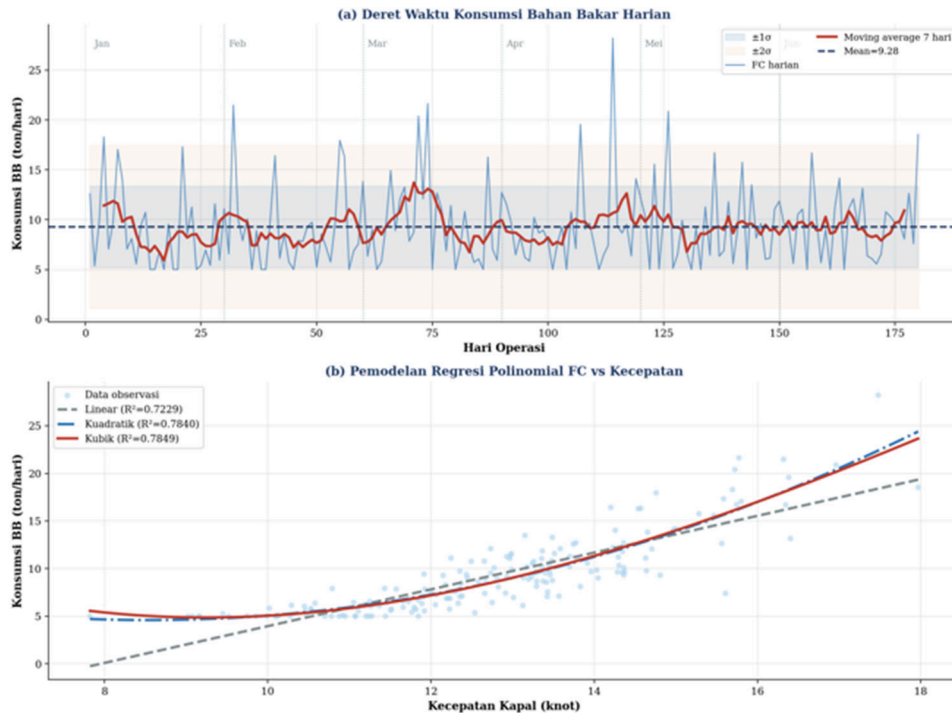 (a) Deret Waktu Konsumsi Bahan Bakar Harian
Konsumsi BB (ton/hari)
25
20
15
10
5
0
Jan
Feb
Mar
Apr
Mei
±1σ
±2σ
FC harian
Moving average 7 hari
Mean=9.28
0
25
50
75
100
125
150
175
Hari Operasi
(b) Pemodelan Regresi Polinomial FC vs Kecepatan
Konsumsi BB (ton/hari)
25
20
15
10
5
0
Data observasi
Linear (R²=0.7229)
Kuadratik (R²=0.7840)
Kubik (R²=0.7849)
8
10
12
14
16
18
Kecepatan Kapal (knot)